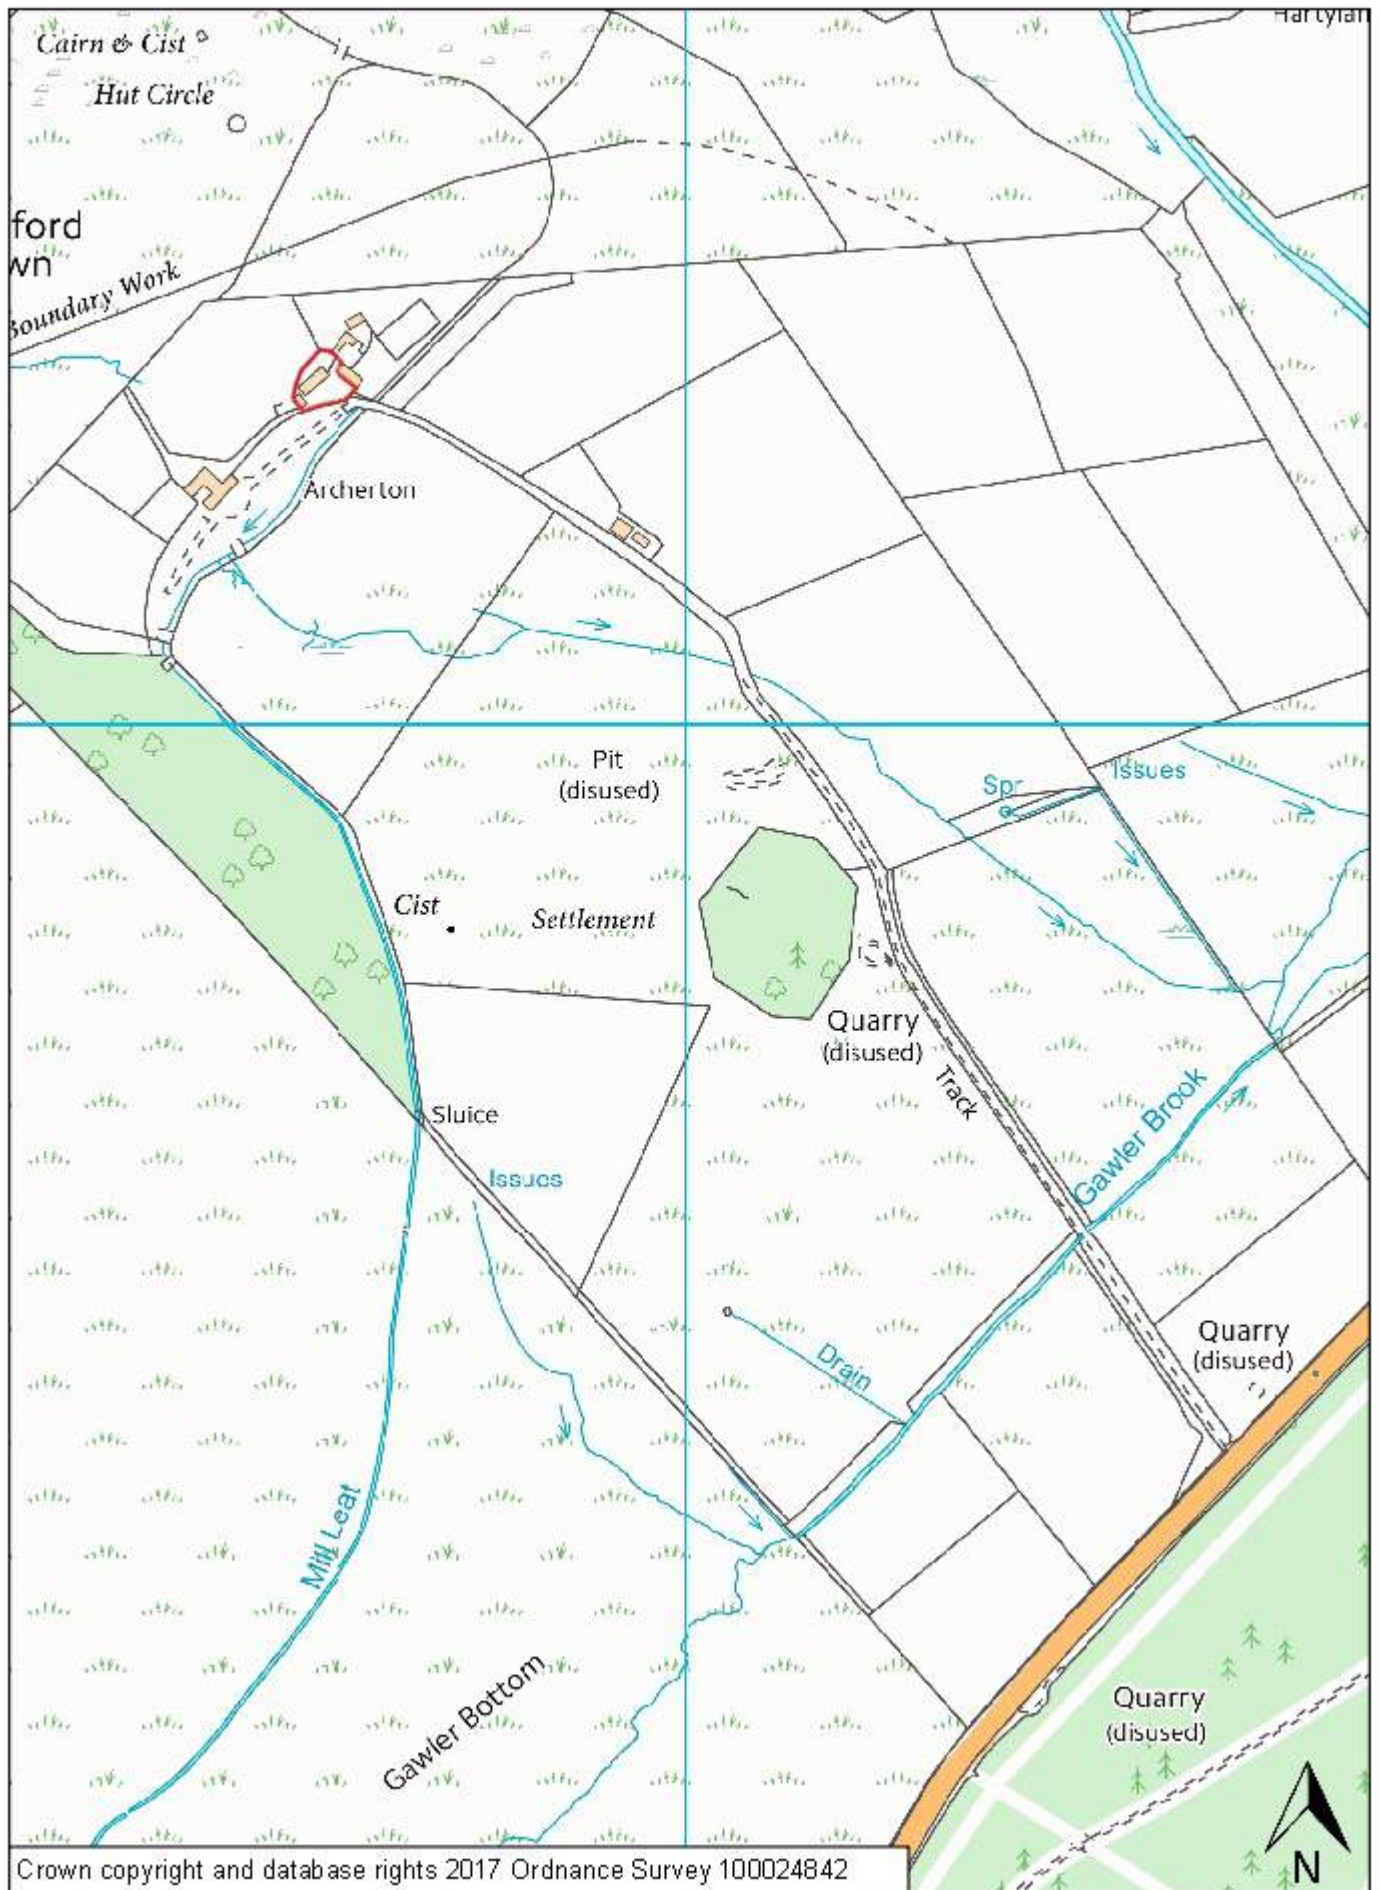 Cairn & Cist
Hut Circle
ford
wn
Boundary Work
Archerton
Pit
(disused)
Spr
Issues
Cist
Settlement
Quarry
(disused)
Track
Gawler Brook
Sluice
Issues
Drain
Quarry
(disused)
Mill Leat
Gawler Bottom
Quarry
(disused)
N
Crown copyright and database rights 2017 Ordnance Survey 100024842